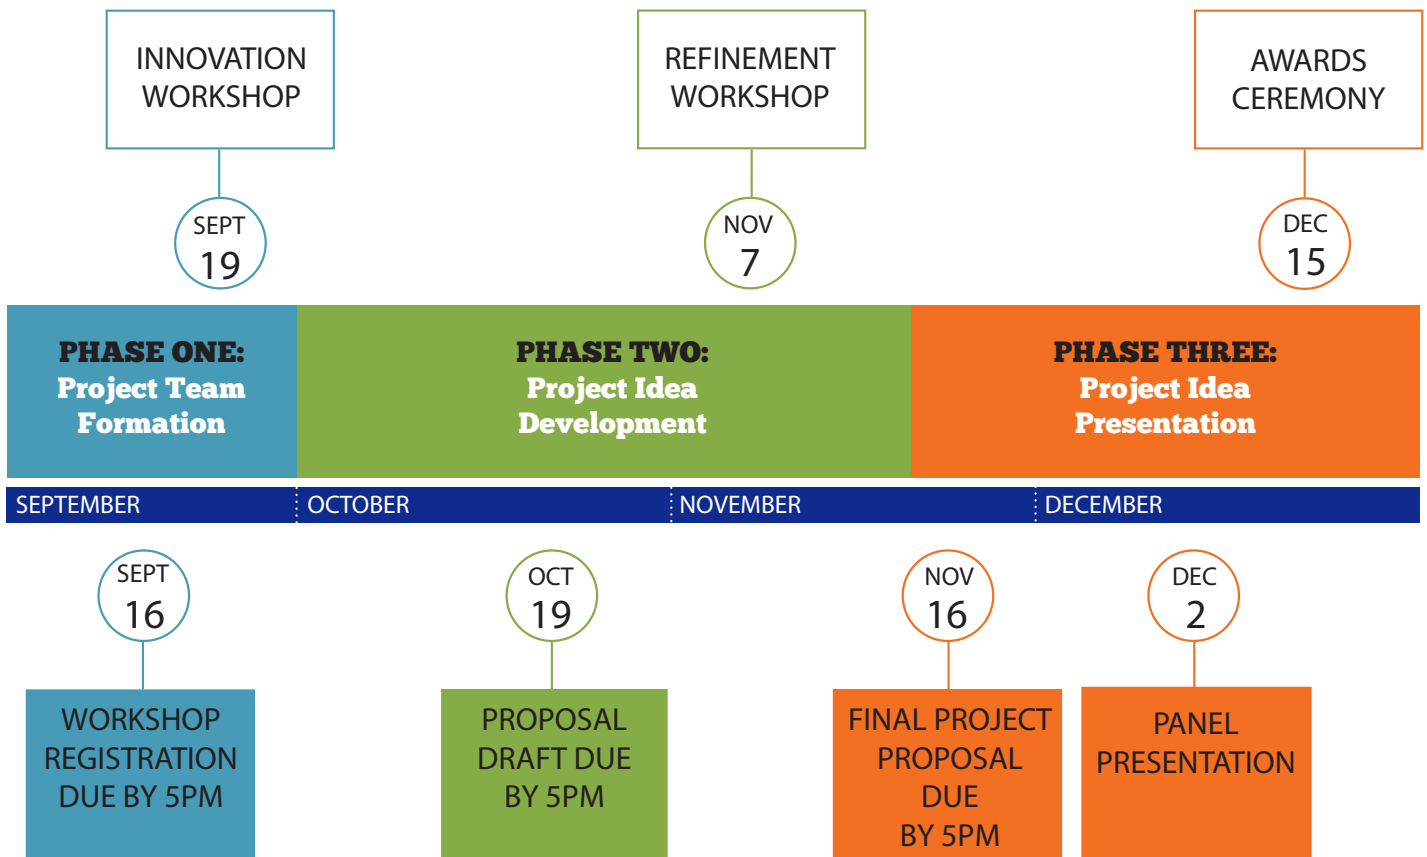 INNOVATION
WORKSHOP
REFINEMENT
WORKSHOP
AWARDS
CEREMONY
SEPT
19
NOV
7
DEC
15
PHASE ONE:
Project Team
Formation
PHASE TWO:
Project Idea
Development
PHASE THREE:
Project Idea
Presentation
SEPTEMBER
OCTOBER
NOVEMBER
DECEMBER
SEPT
16
OCT
19
NOV
16
DEC
2
WORKSHOP
REGISTRATION
DUE BY 5PM
PROPOSAL
DRAFT DUE
BY 5PM
FINAL PROJECT
PROPOSAL
DUE
BY 5PM
PANEL
PRESENTATION